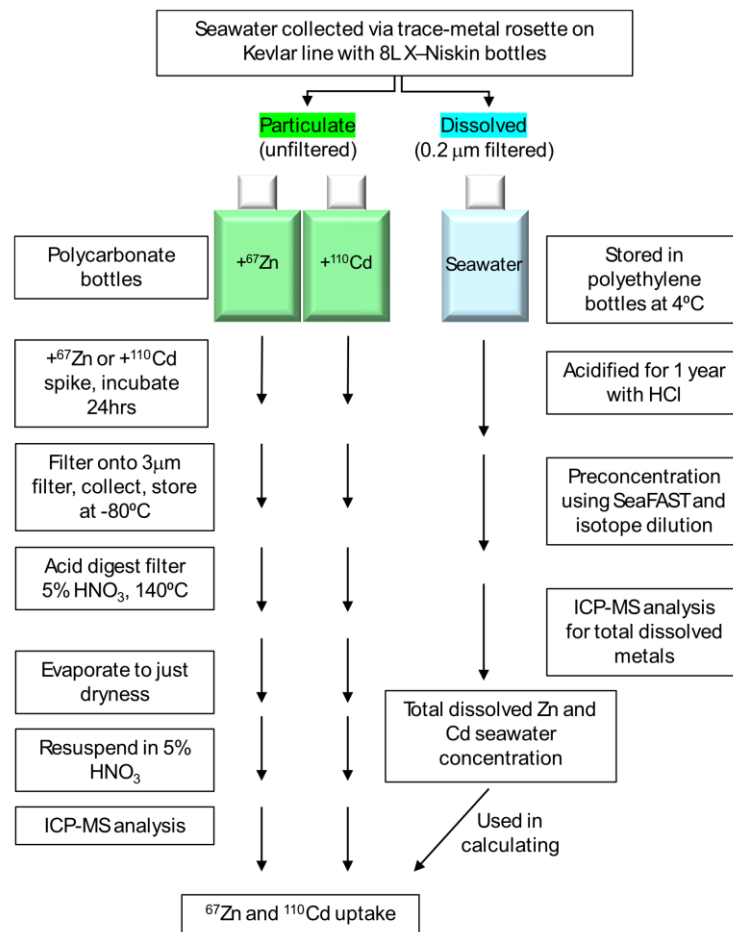 Seawater collected via trace-metal rosette on
Kevlar line with 8L X–Niskin bottles
Particulate
(unfiltered)
Dissolved
(0.2 μm filtered)
Polycarbonate
bottles
+⁶⁷Zn
+¹¹⁰Cd
Seawater
Stored in
polyethylene
bottles at 4ºC
+⁶⁷Zn or +¹¹⁰Cd
spike, incubate
24hrs
Acidified for 1 year
with HCl
Filter onto 3μm
filter, collect, store
at -80ºC
Preconcentration
using SeaFAST and
isotope dilution
Acid digest filter
5% HNO₃, 140ºC
ICP-MS analysis
for total dissolved
metals
Evaporate to just
dryness
Total dissolved Zn and
Cd seawater
concentration
Resuspend in 5%
HNO₃
ICP-MS analysis
Used in
calculating
⁶⁷Zn and ¹¹⁰Cd uptake